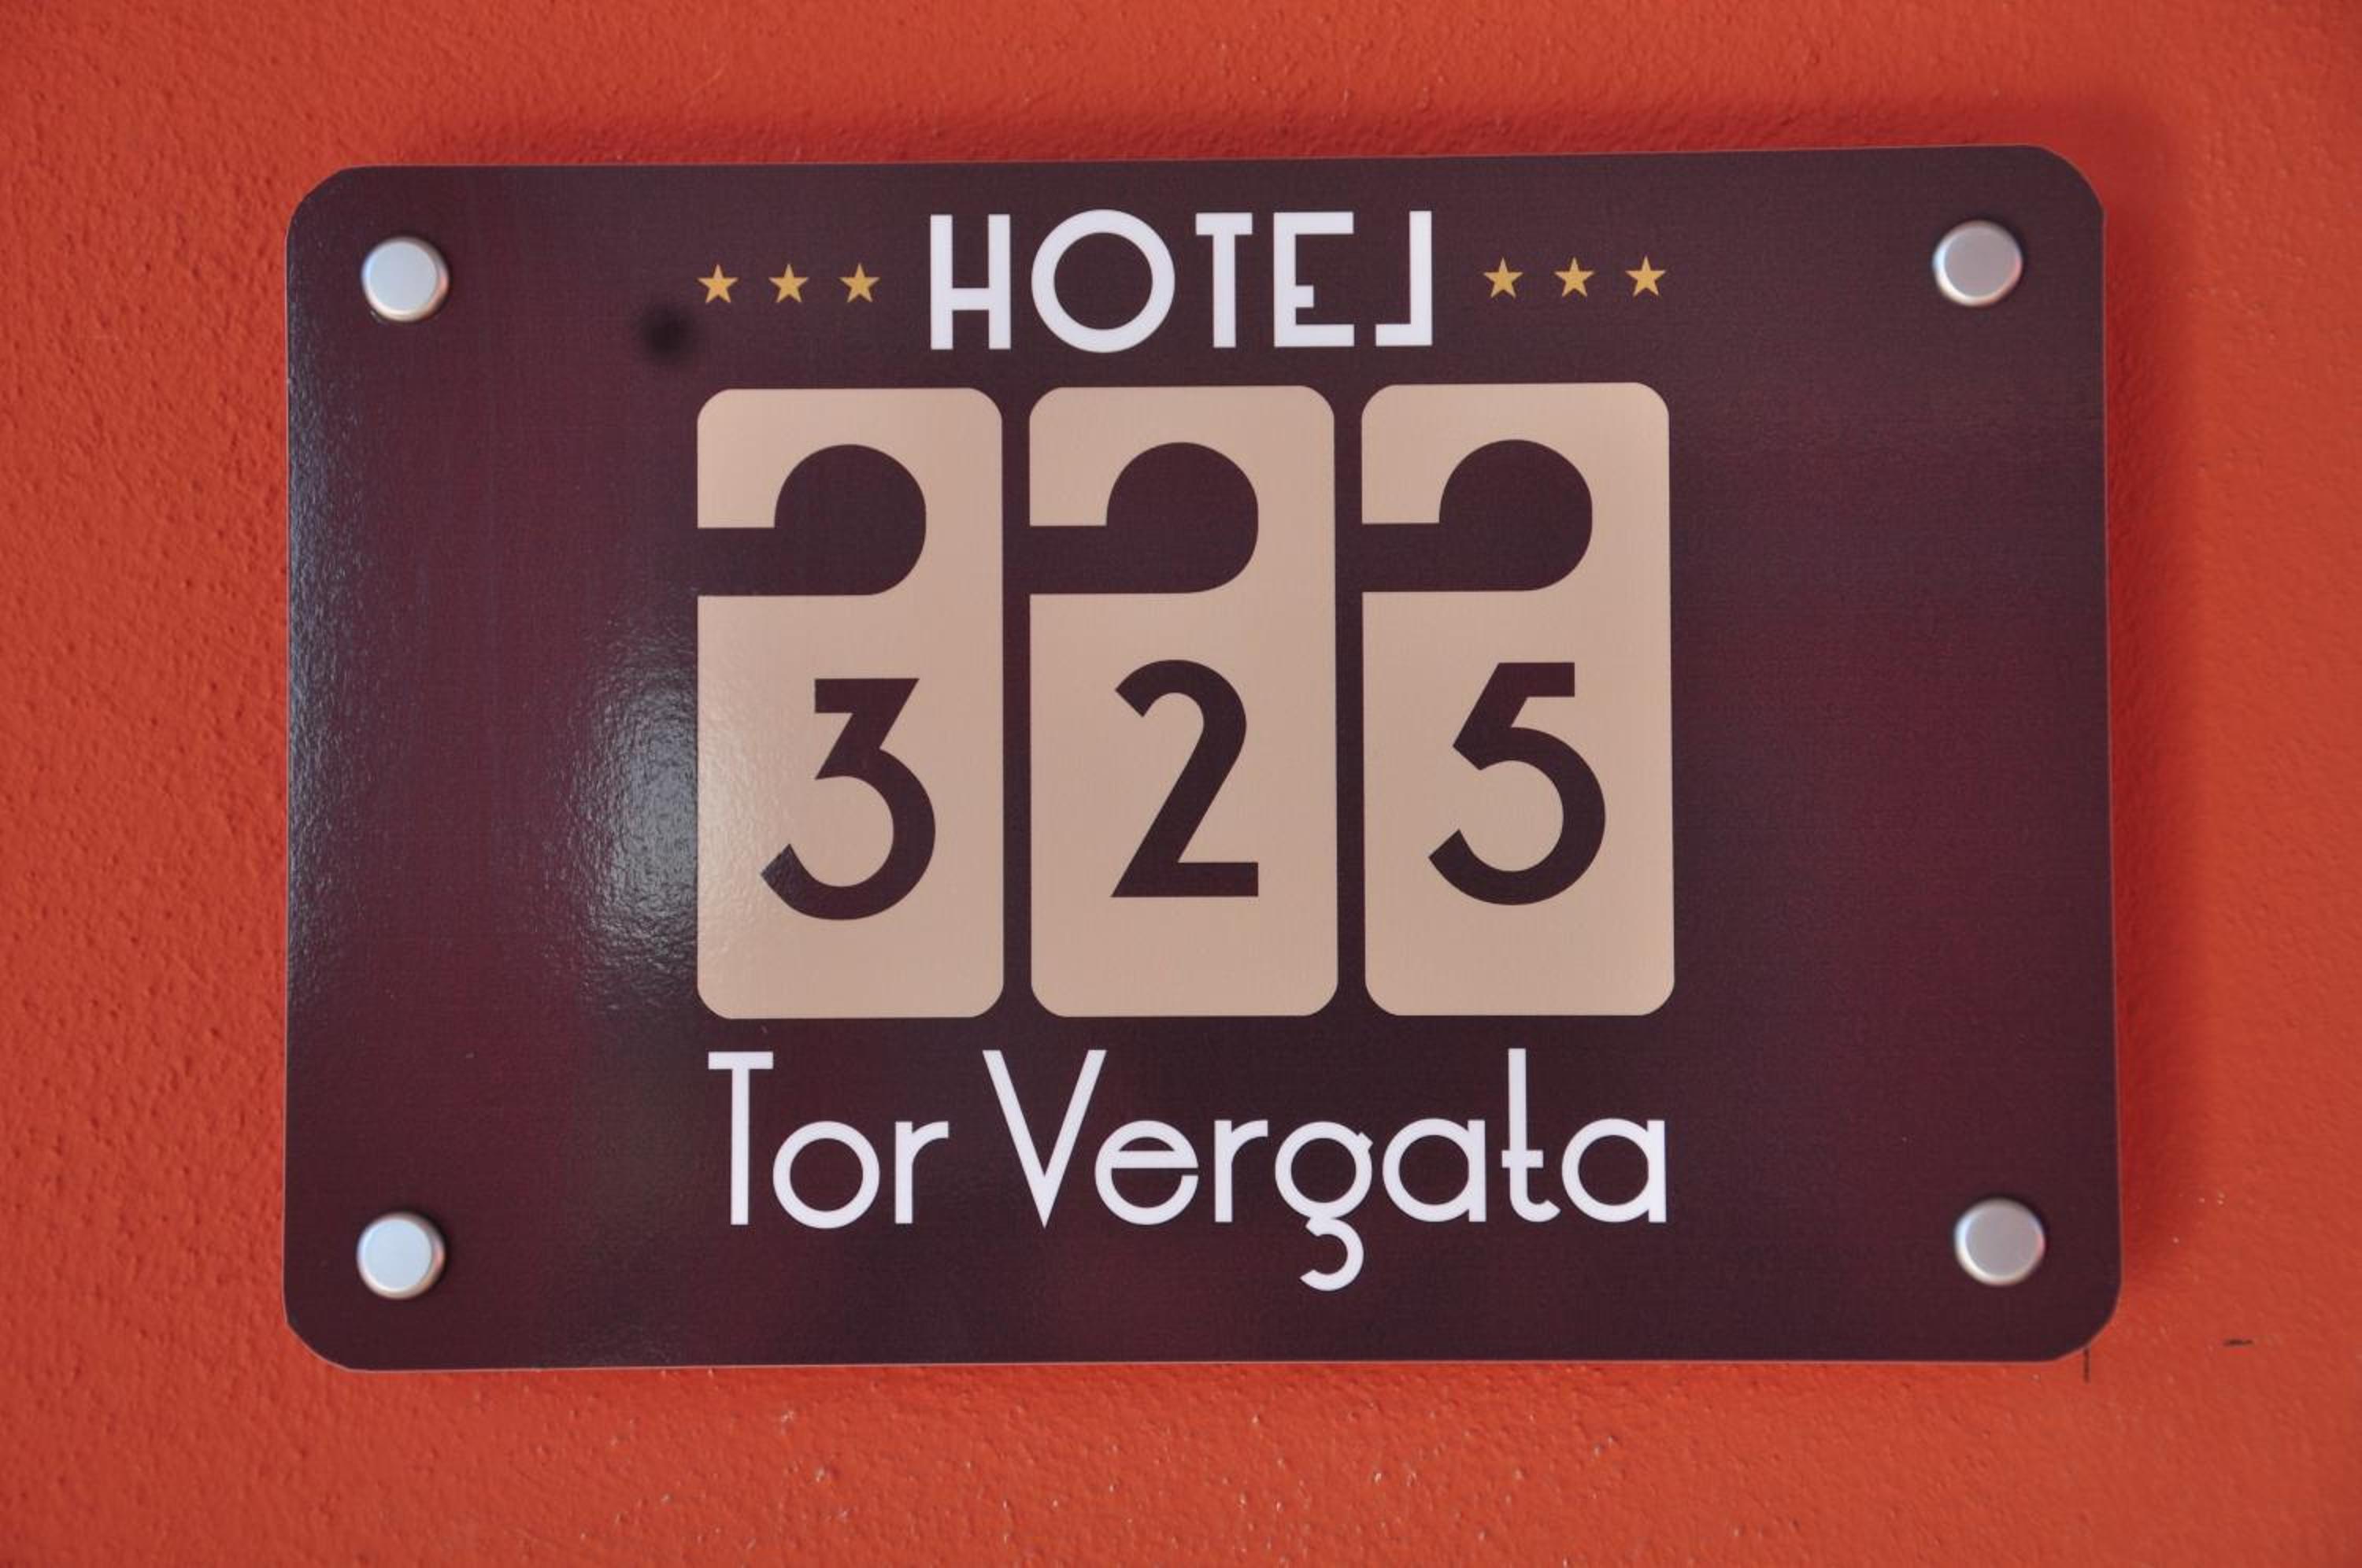 HOTEL
325
Tor Vergata